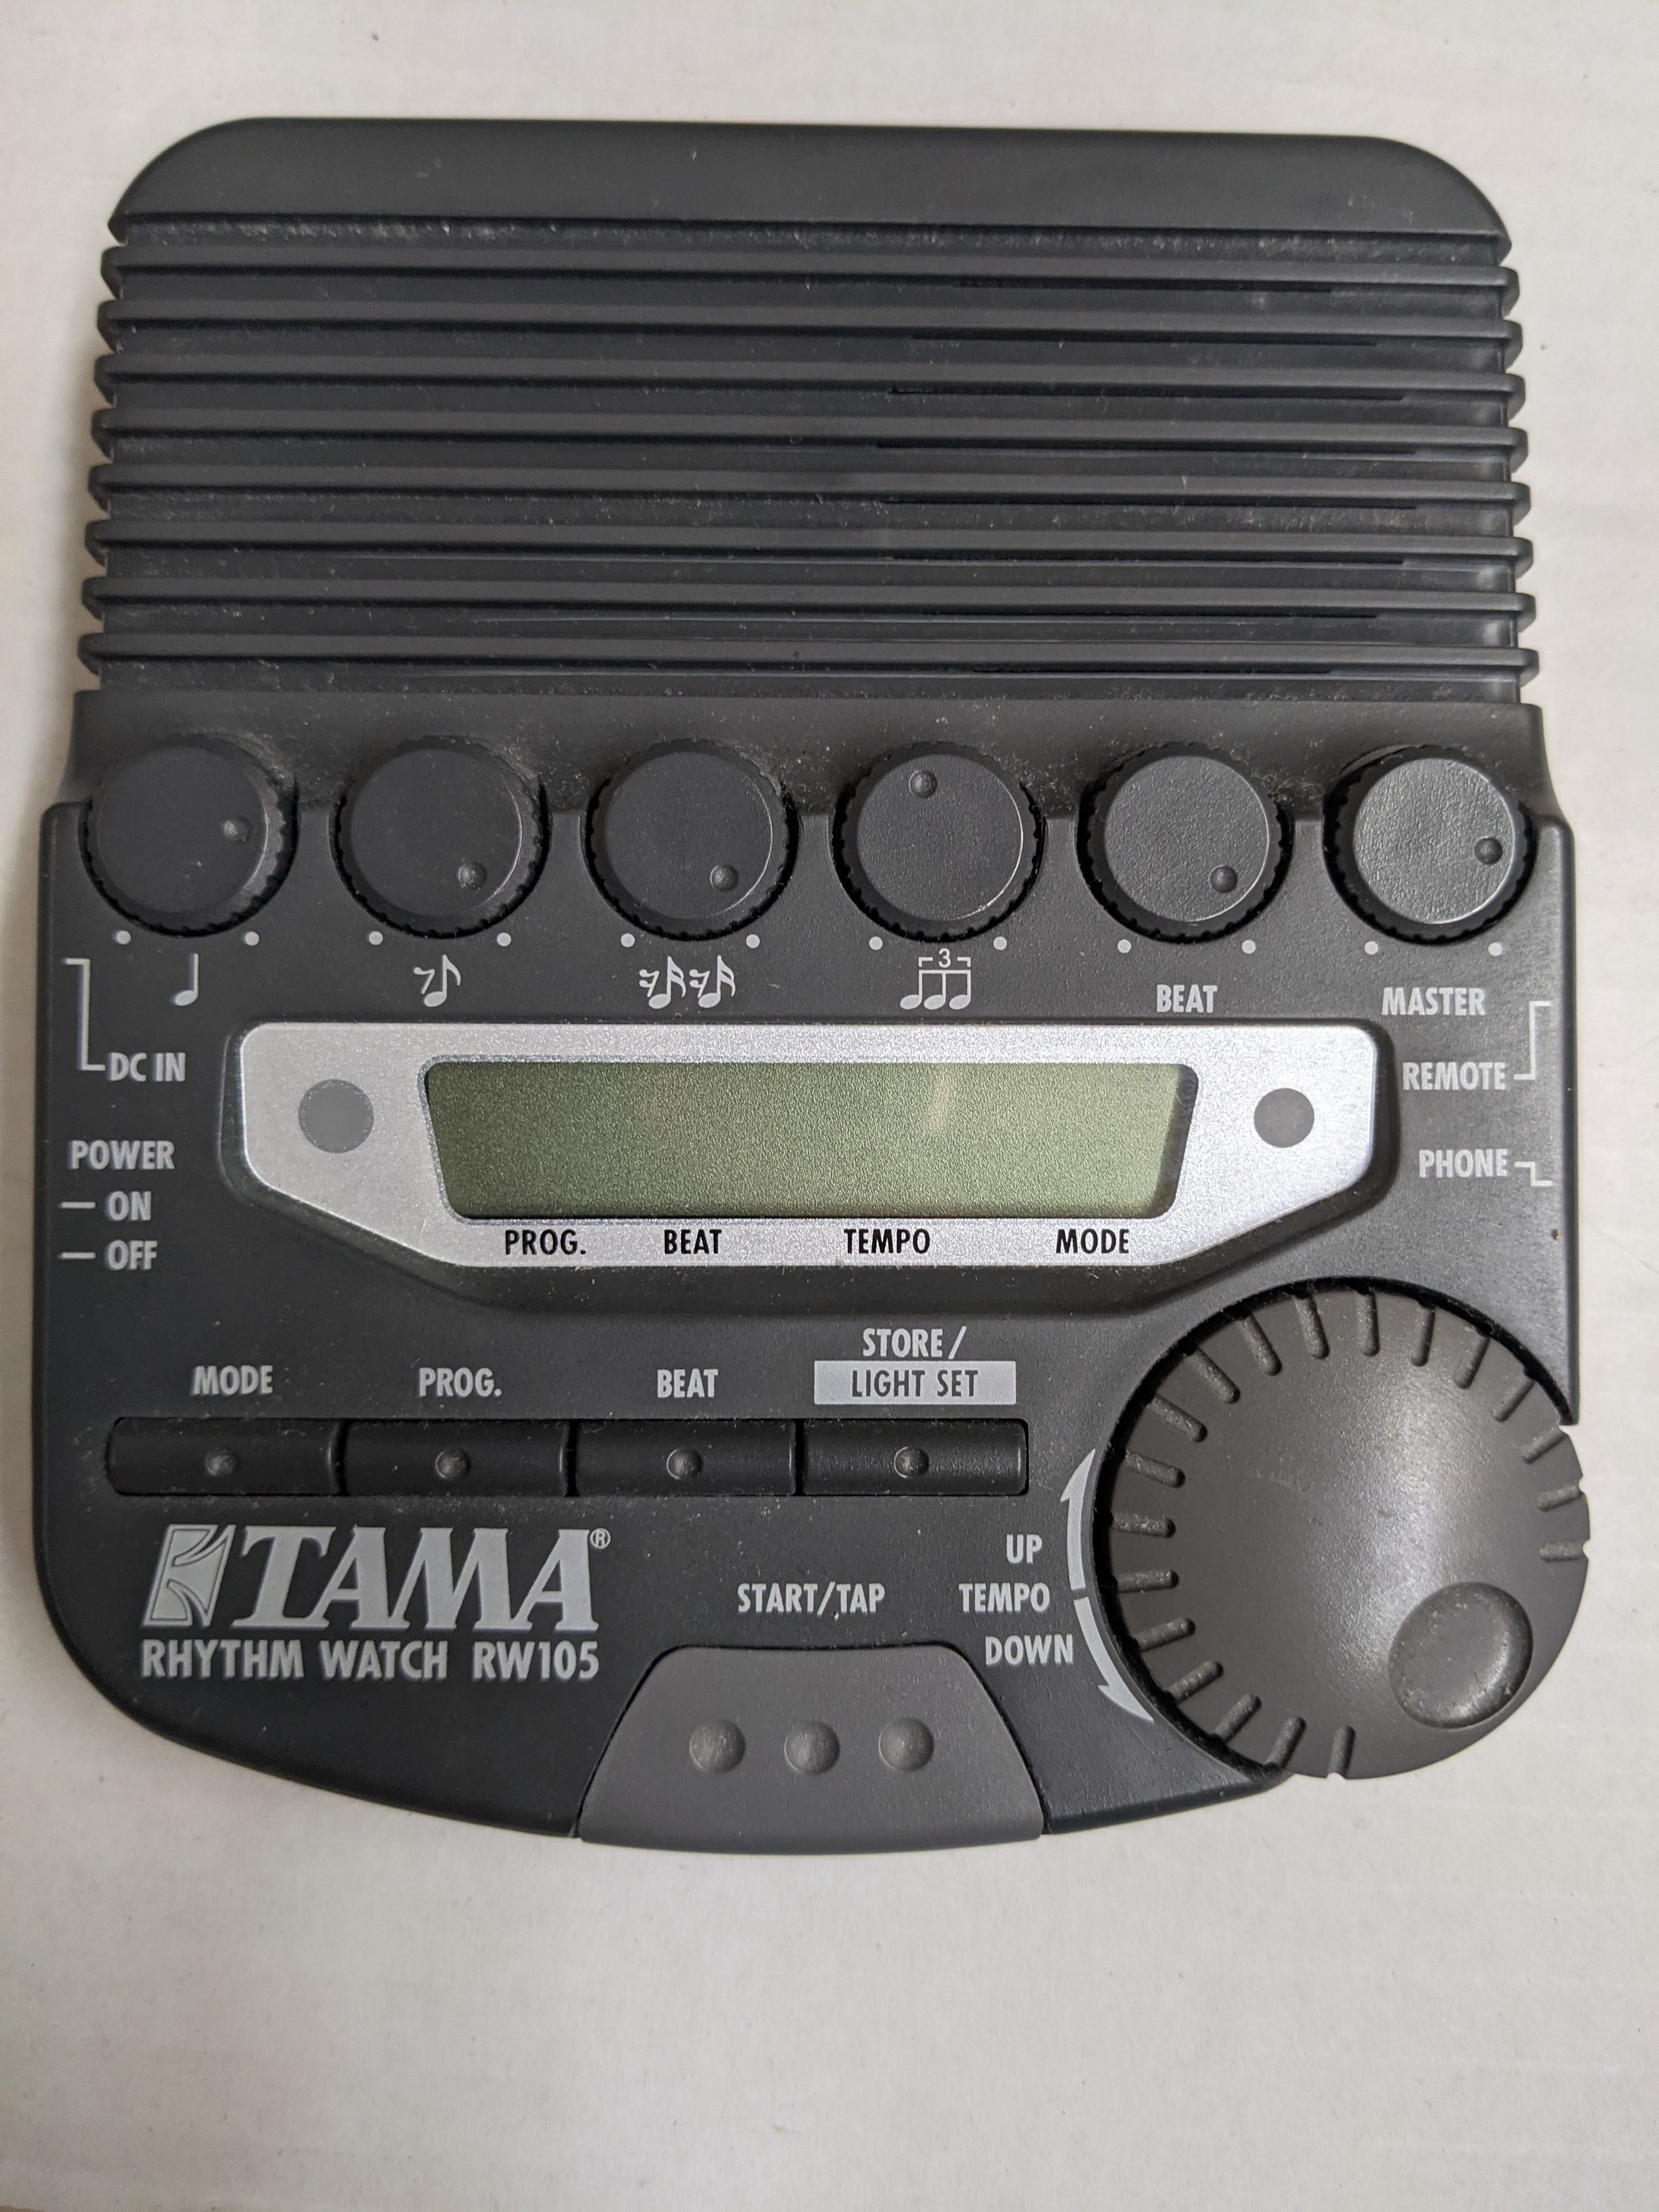 3
BEAT
MASTER
DC IN
REMOTE
POWER
PHONE
ON
OFF
PROG. BEAT TEMPO MODE
STORE/
MODE PROG. BEAT LIGHT SET
TAMA®
UP
START/TAP TEMPO
DOWN
RHYTHM WATCH RW105